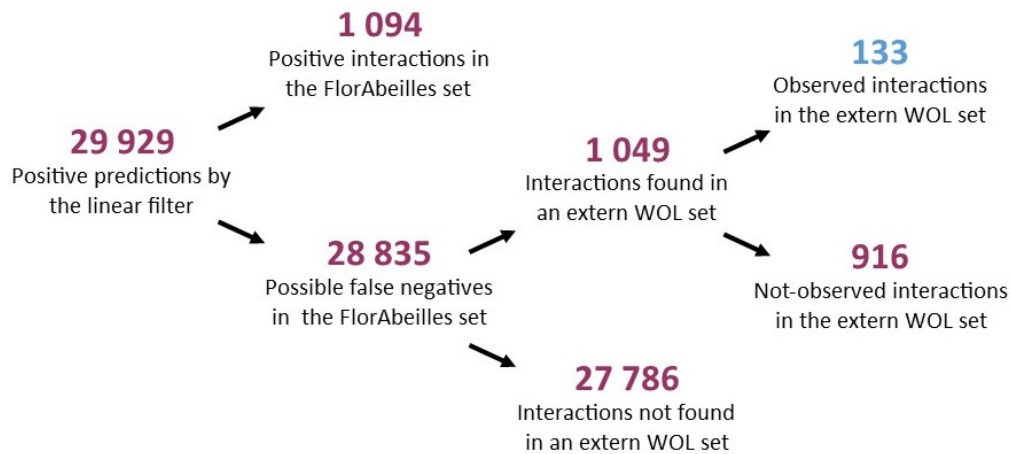 1 094
Positive interactions in
the FlorAbeilles set
29 929
Positive predictions by
the linear filter
28 835
Possible false negatives
in the FlorAbeilles set
1 049
Interactions found in
an extern WOL set
27 786
Interactions not found
in an extern WOL set
133
Observed interactions
in the extern WOL set
916
Not-observed interactions
in the extern WOL set